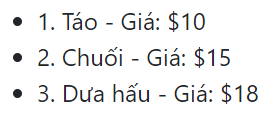 • 1. Táo - Giá: $10
• 2. Chuối - Giá: $15
• 3. Dưa hấu - Giá: $18